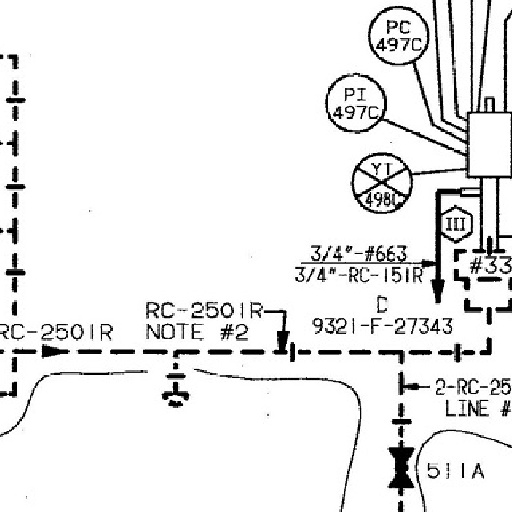 PC
497C
PI
497C
YT
498C
III
3/4"-#663
3/4"-RC-151R
#33
D
9321-F-27343
RC-2501R
NOTE #2
RC-2501R
2-RC-25
LINE #
511A